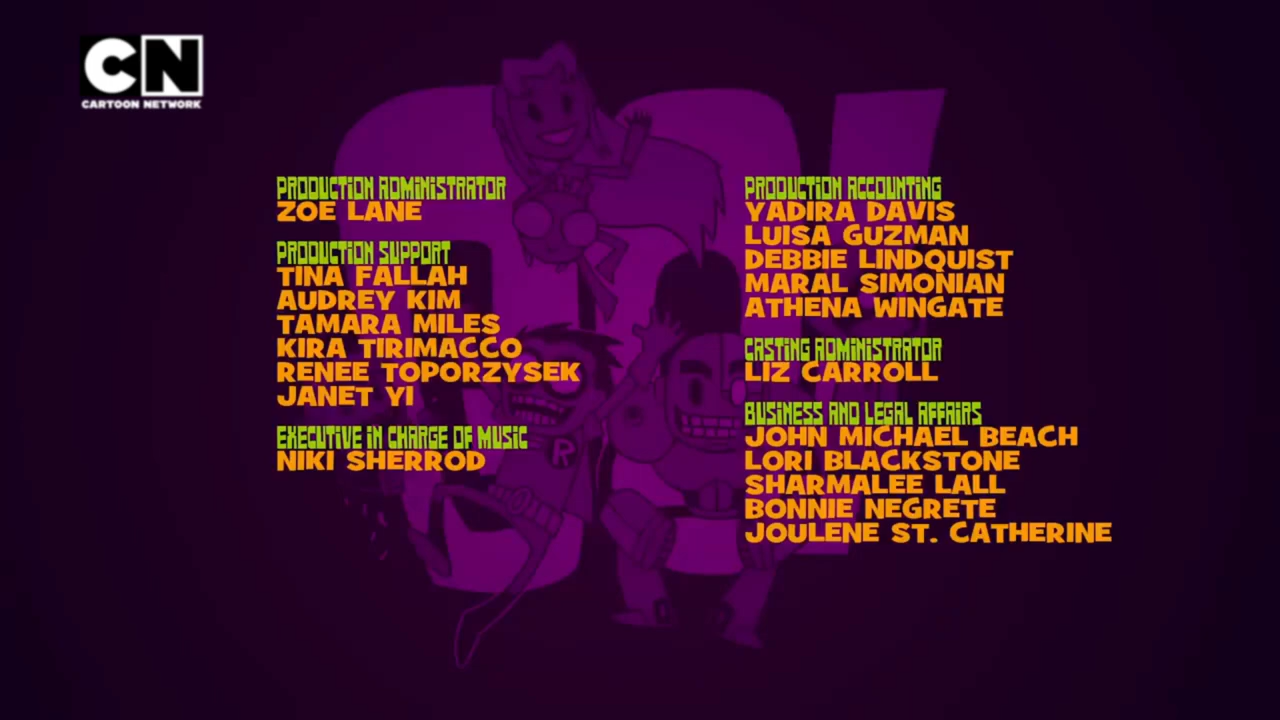 CN
CARTOON NETWORK
PRODUCTION ADMINISTRATOR
ZOE LANE
PRODUCTION SUPPORT
TINA FALLAH
AUDREY KIM
TAMARA MILES
KIRA TIRIMACCO
RENEE TOPORZYSEK
JANET YI
EXECUTIVE IN CHARGE OF MUSIC
NIKI SHERROD
PRODUCTION ACCOUNTING
YADIRA DAVIS
LUISA GUZMAN
DEBBIE LINDQUIST
MARAL SIMONIAN
ATHENA WINGATE
CASTING ADMINISTRATOR
LIZ CARROLL
BUSINESS AND LEGAL AFFAIRS
JOHN MICHAEL BEACH
LORI BLACKSTONE
SHARMALEE LALL
BONNIE NEGRETE
JOULENE ST. CATHERINE
GO!
R